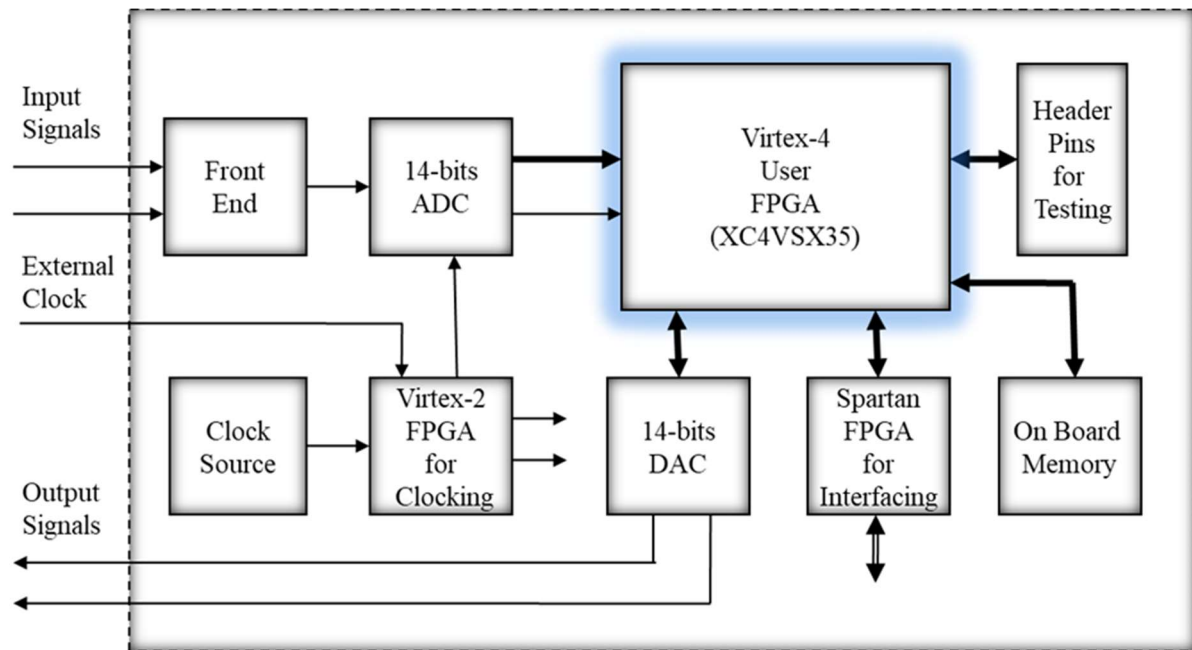 Input
Signals
Front
End
14-bits
ADC
Virtex-4
User
FPGA
(XC4VSX35)
Header
Pins
for
Testing
External
Clock
Clock
Source
Virtex-2
FPGA
for
Clocking
14-bits
DAC
Spartan
FPGA
for
Interfacing
On Board
Memory
Output
Signals